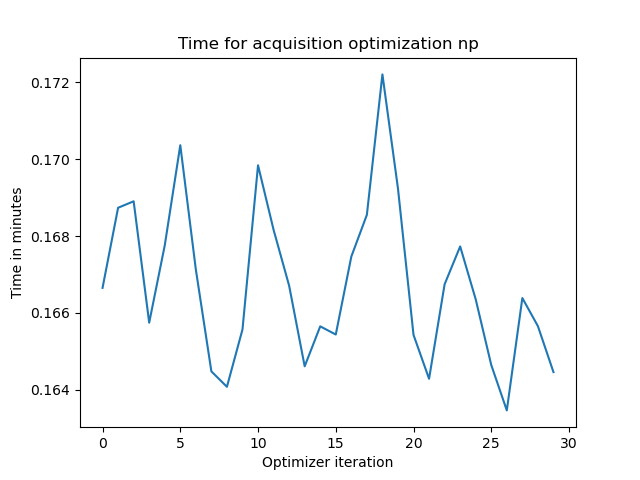 Time for acquisition optimization np
Time in minutes
0.172
0.170
0.168
0.166
0.164
0 5 10 15 20 25 30
Optimizer iteration